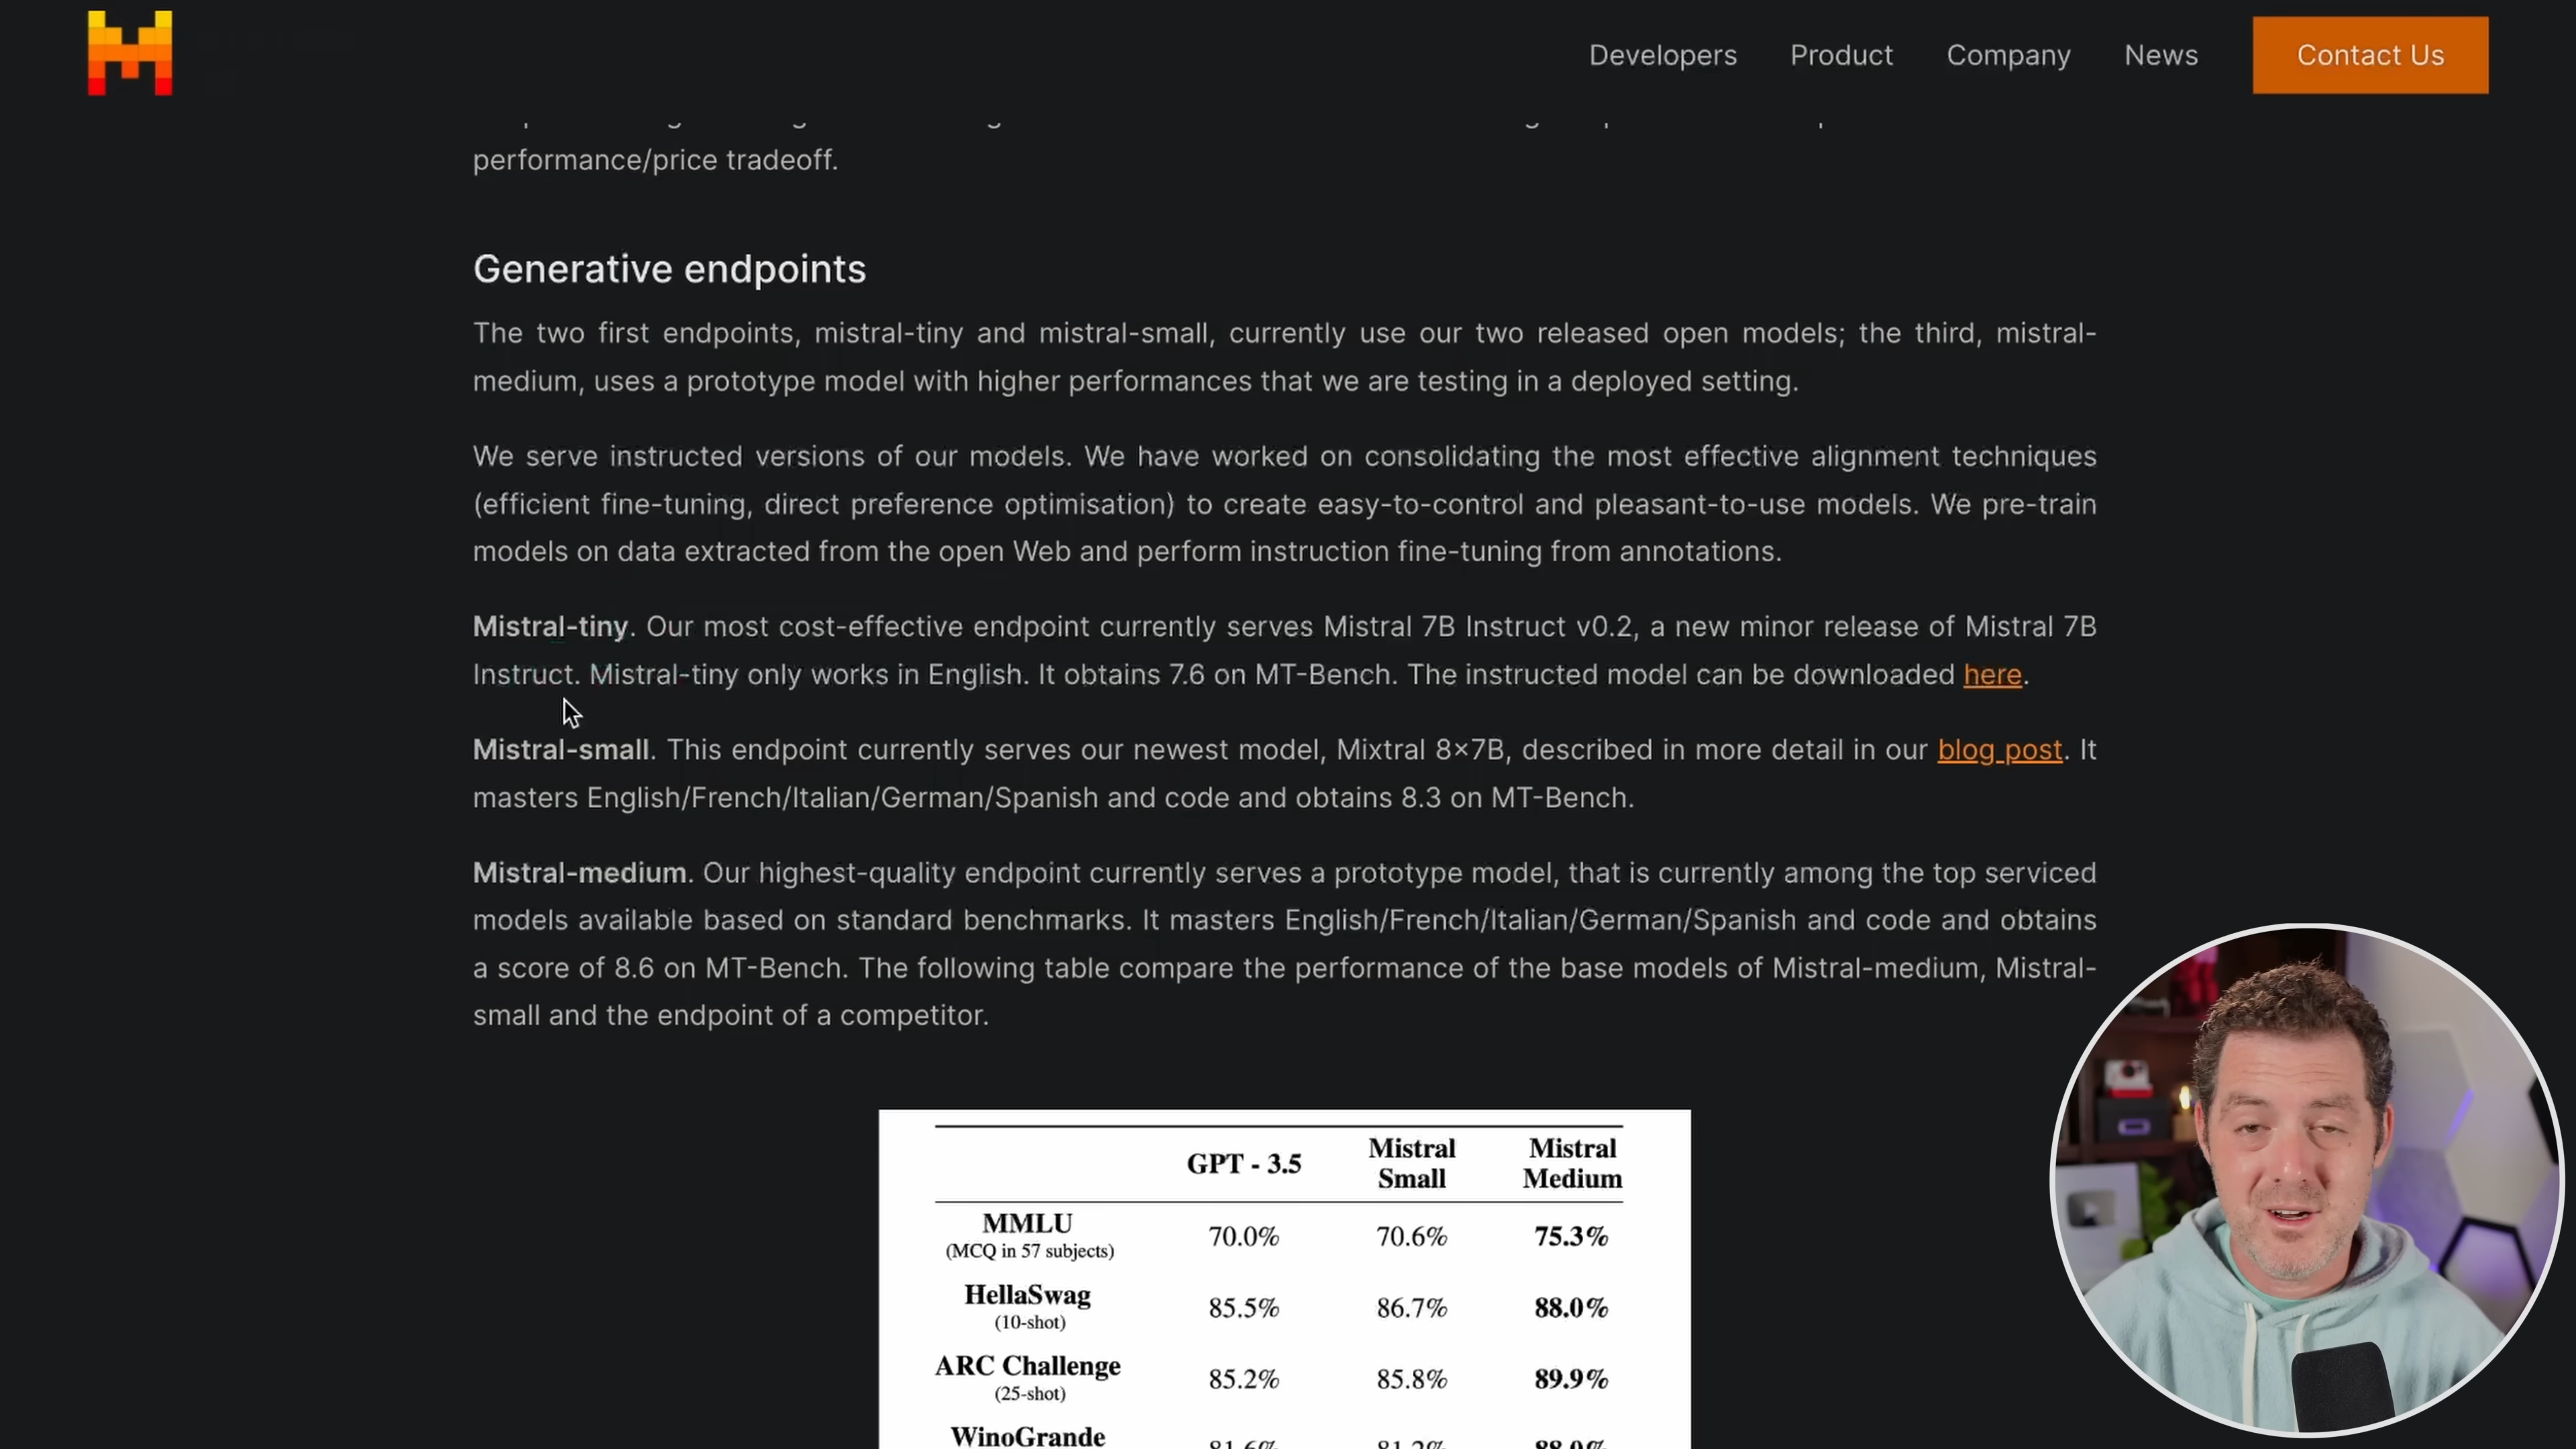 Developers Product Company News Contact Us
performance/price tradeoff.
Generative endpoints
The two first endpoints, mistral-tiny and mistral-small, currently use our two released open models; the third, mistral-
medium, uses a prototype model with higher performances that we are testing in a deployed setting.
We serve instructed versions of our models. We have worked on consolidating the most effective alignment techniques
(efficient fine-tuning, direct preference optimisation) to create easy-to-control and pleasant-to-use models. We pre-train
models on data extracted from the open Web and perform instruction fine-tuning from annotations.
Mistral-tiny. Our most cost-effective endpoint currently serves Mistral 7B Instruct v0.2, a new minor release of Mistral 7B
Instruct. Mistral-tiny only works in English. It obtains 7.6 on MT-Bench. The instructed model can be downloaded here.
Mistral-small. This endpoint currently serves our newest model, Mixtral 8×7B, described in more detail in our blog post. It
masters English/French/Italian/German/Spanish and code and obtains 8.3 on MT-Bench.
Mistral-medium. Our highest-quality endpoint currently serves a prototype model, that is currently among the top serviced
models available based on standard benchmarks. It masters English/French/Italian/German/Spanish and code and obtains
a score of 8.6 on MT-Bench. The following table compare the performance of the base models of Mistral-medium, Mistral-
small and the endpoint of a competitor.
GPT - 3.5 Mistral Small Mistral Medium
MMLU 70.0% 70.6% 75.3%
(MCQ in 57 subjects)
HellaSwag 85.5% 86.7% 88.0%
(10-shot)
ARC Challenge 85.2% 85.8% 89.9%
(25-shot)
WinoGrande 81.6% 81.2% 88.0%